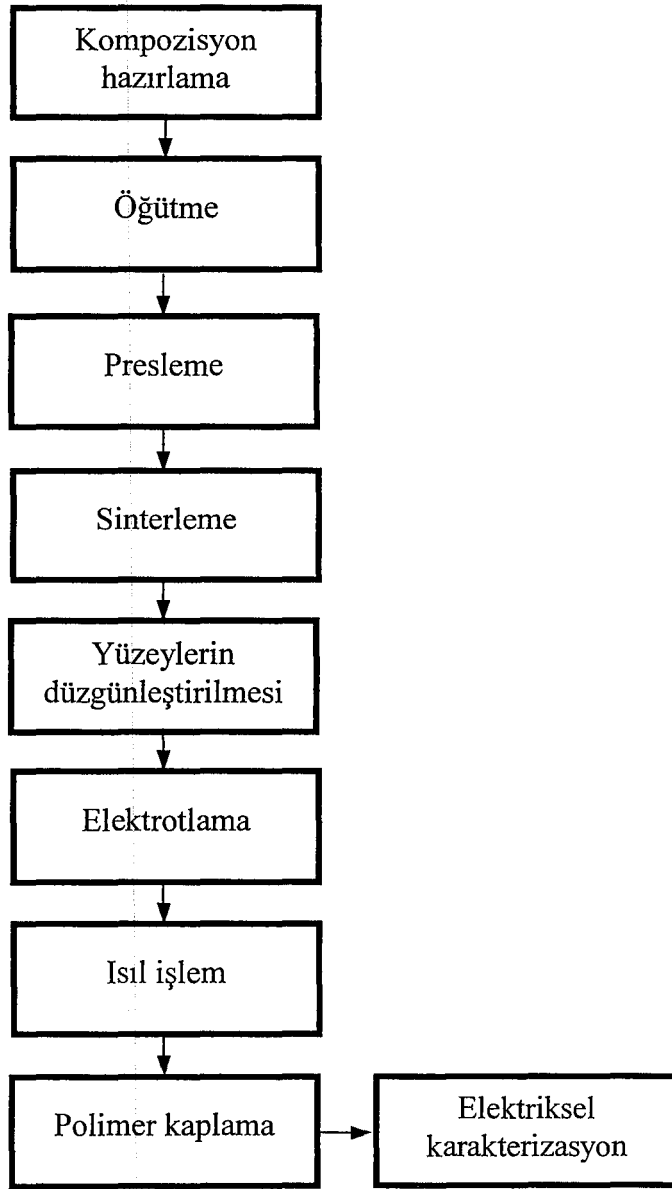 Kompozisyon
hazırlama
Öğütme
Presleme
Sinterleme
Yüzeylerin
düzgünleştirilmesi
Elektrotlama
Isıl işlem
Polimer kaplama
Elektriksel
karakterizasyon